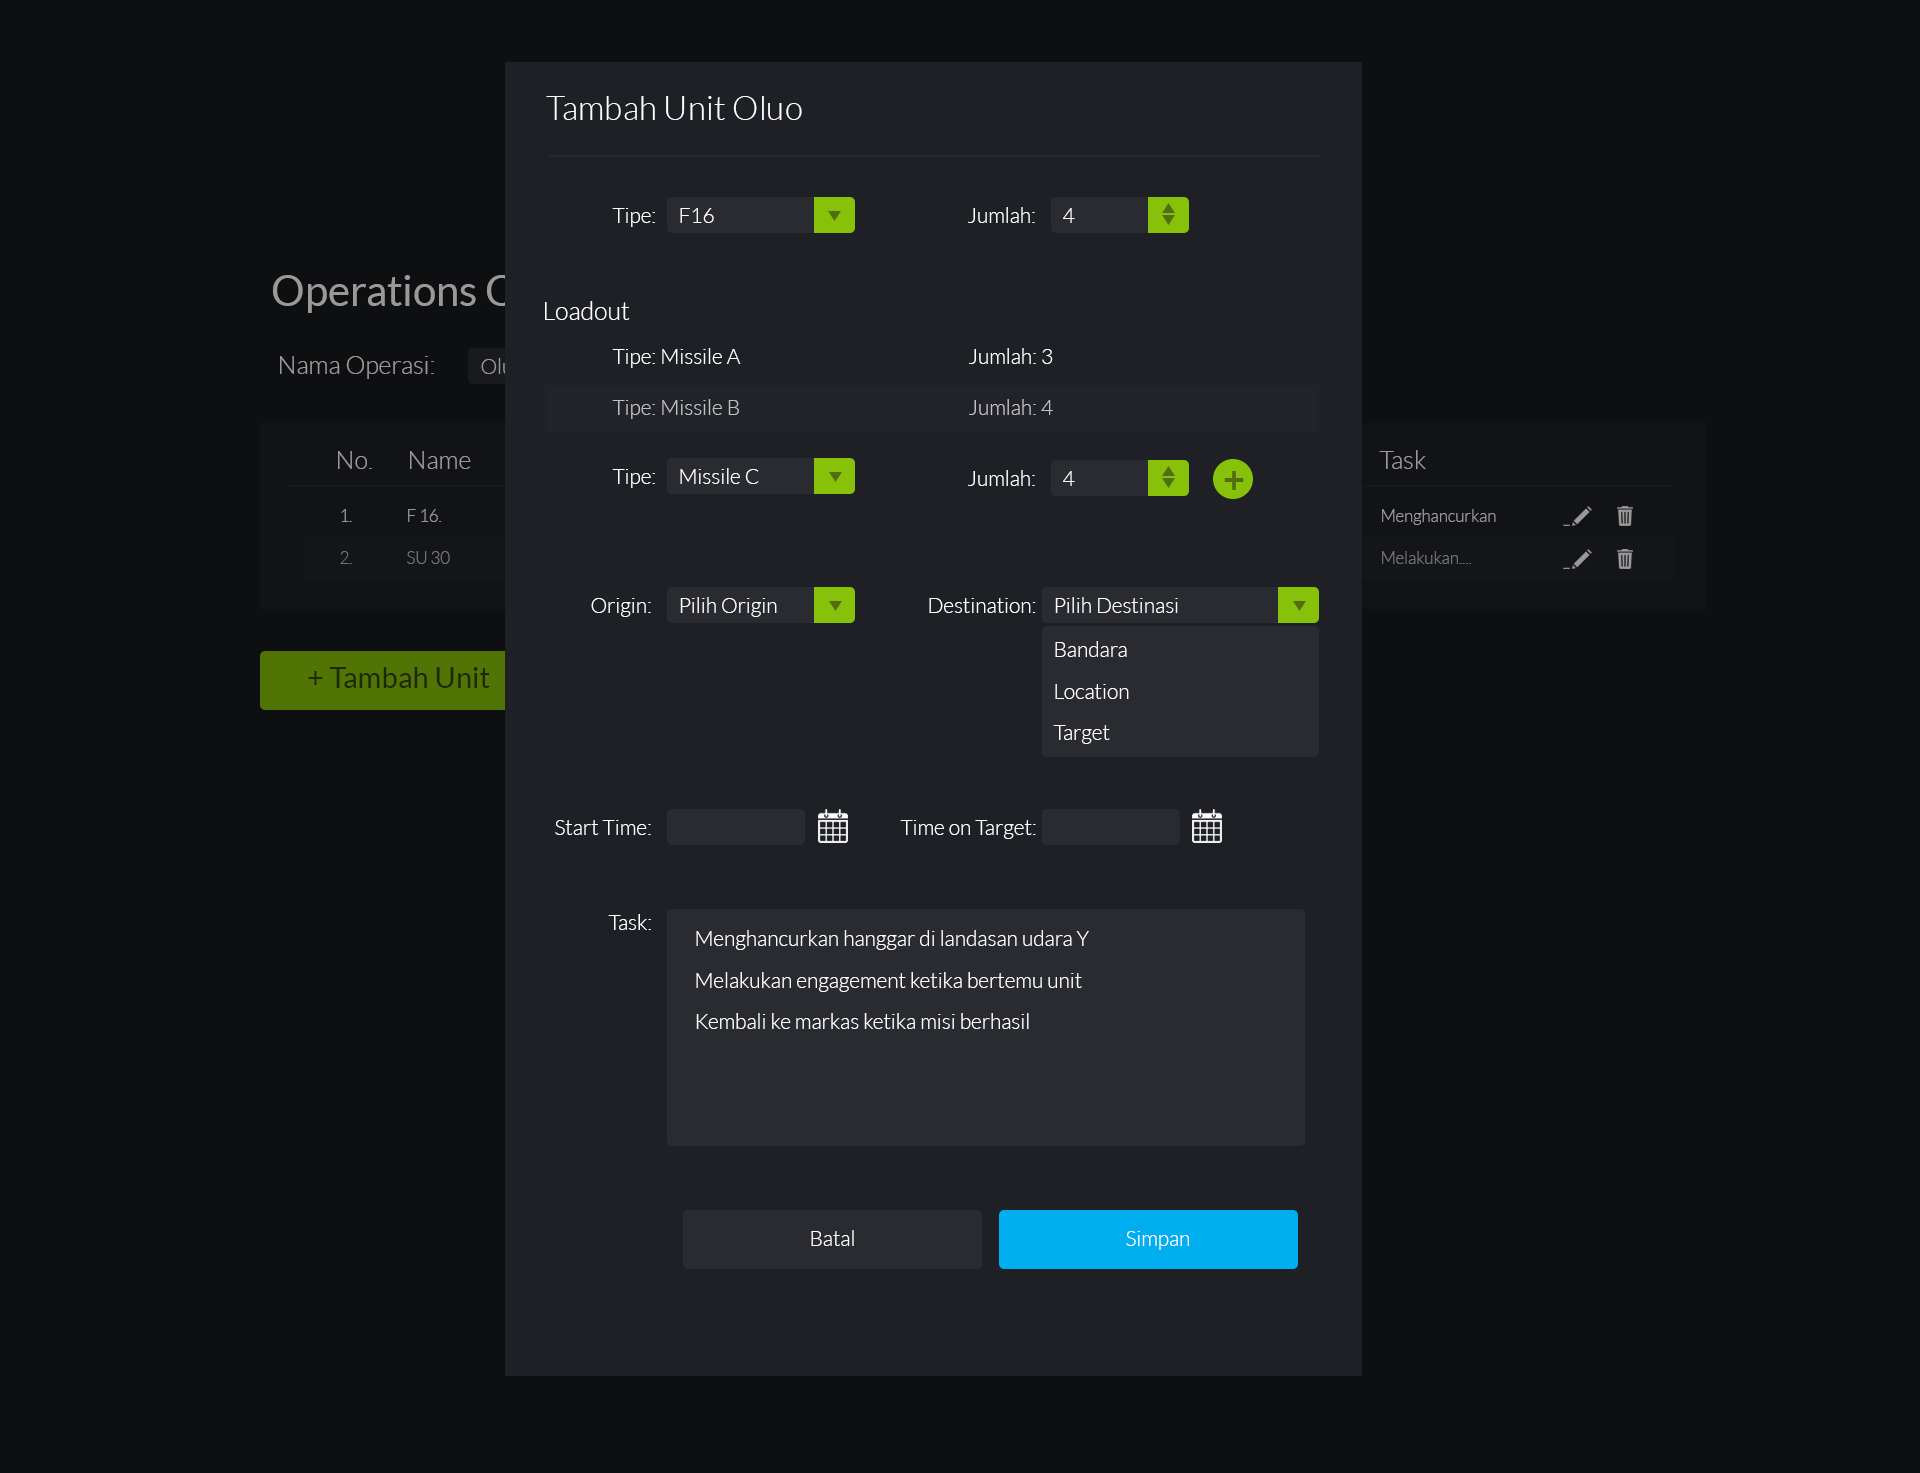 Tambah Unit Oluo
Tipe: F16 Jumlah: 4
Operations
Loadout
Nama Operasi:
Tipe: Missile A Jumlah: 3
Tipe: Missile B Jumlah: 4
No. Name Task
Tipe: Missile C Jumlah: 4 +
1. F 16. Menghancurkan
2. SU 30 Melakukan....
Origin: Pilih Origin Destination: Pilih Destinasi
Bandara
+ Tambah Unit
Location
Target
Start Time: Time on Target:
Task:
Menghancurkan hanggar di landasan udara Y
Melakukan engagement ketika bertemu unit
Kembali ke markas ketika misi berhasil
Batal Simpan